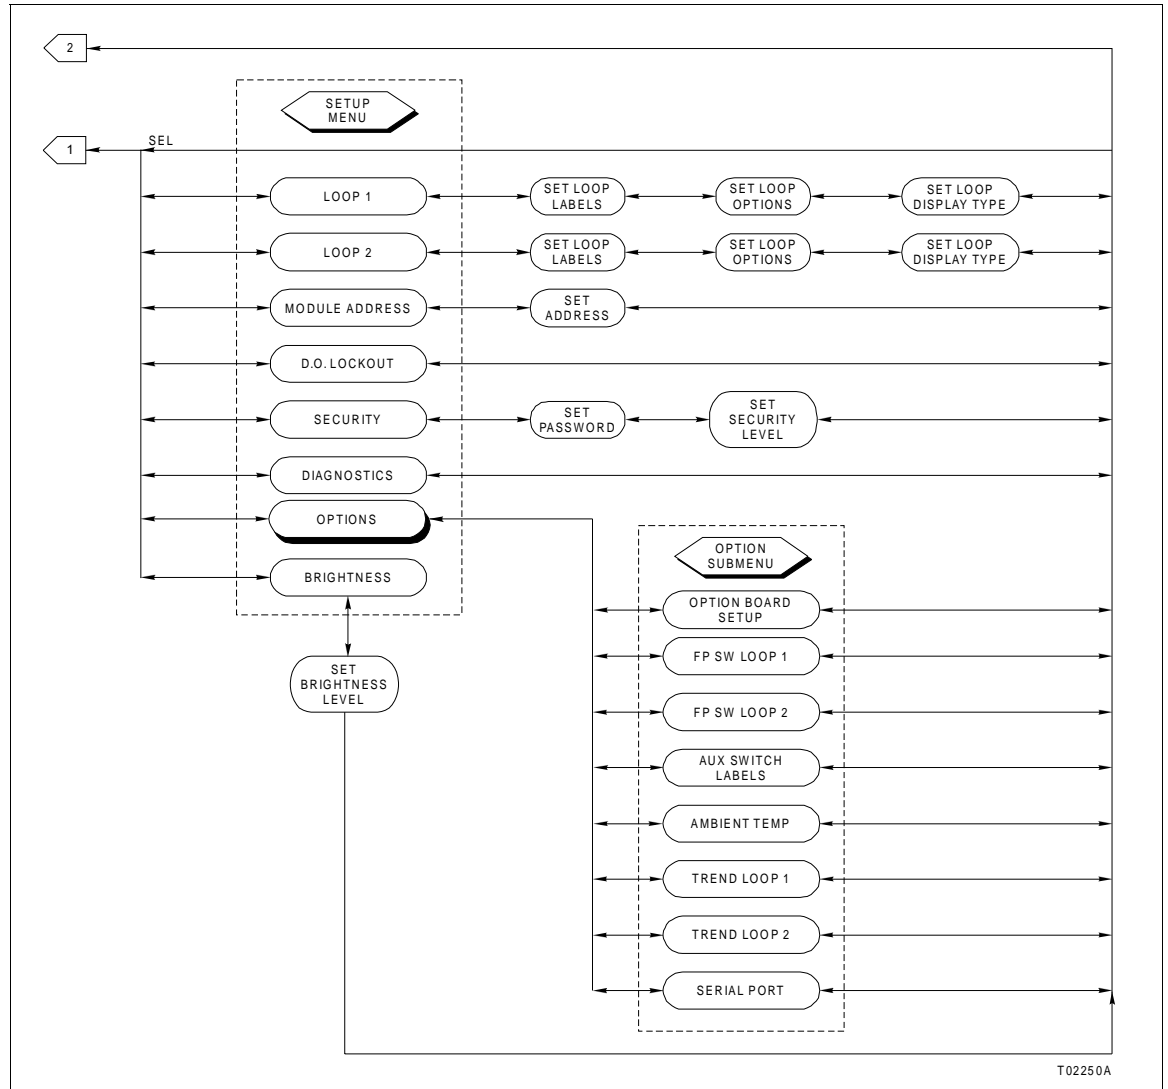 2
SETUP
MENU
SEL
1
LOOP 1
SET LOOP
LABELS
SET LOOP
OPTIONS
SET LOOP
DISPLAY TYPE
LOOP 2
SET LOOP
LABELS
SET LOOP
OPTIONS
SET LOOP
DISPLAY TYPE
MODULE ADDRESS
SET
ADDRESS
D.O. LOCKOUT
SECURITY
SET
PASSWORD
SET
SECURITY
LEVEL
DIAGNOSTICS
OPTIONS
BRIGHTNESS
SET
BRIGHTNESS
LEVEL
OPTION
SUBMENU
OPTION BOARD
SETUP
FP SW LOOP 1
FP SW LOOP 2
AUX SWITCH
LABELS
AMBIENT TEMP
TREND LOOP 1
TREND LOOP 2
SERIAL PORT
T02250A